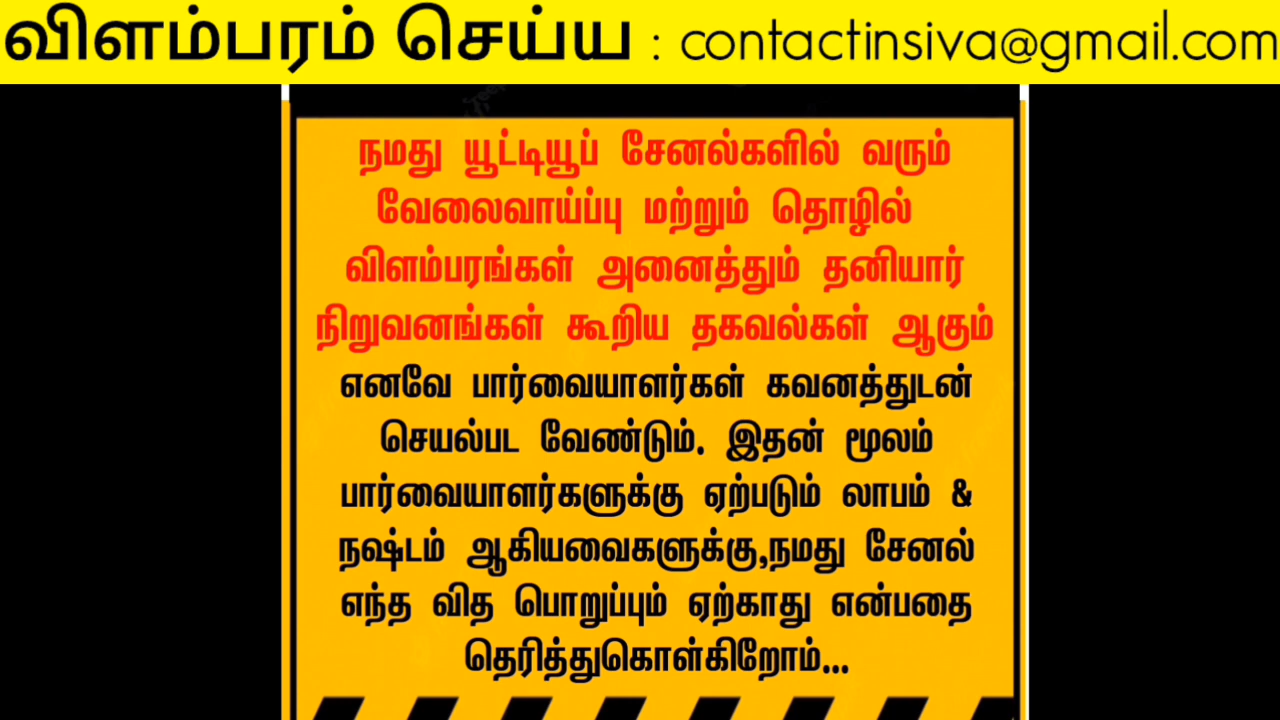 விளம்பரம் செய்ய : contactinsiva@gmail.com
நமது யூட்டியூப் சேனல்களில் வரும்
வேலைவாய்ப்பு மற்றும் தொழில்
விளம்பரங்கள் அனைத்தும் தனியார்
நிறுவனங்கள் கூறிய தகவல்கள் ஆகும்
எனவே பார்வையாளர்கள் கவனத்துடன்
செயல்பட வேண்டும். இதன் மூலம்
பார்வையாளர்களுக்கு ஏற்படும் லாபம் &
நஷ்டம் ஆகியவைகளுக்கு,நமது சேனல்
எந்த வித பொறுப்பும் ஏற்காது என்பதை
தெரித்துகொள்கிறோம்...